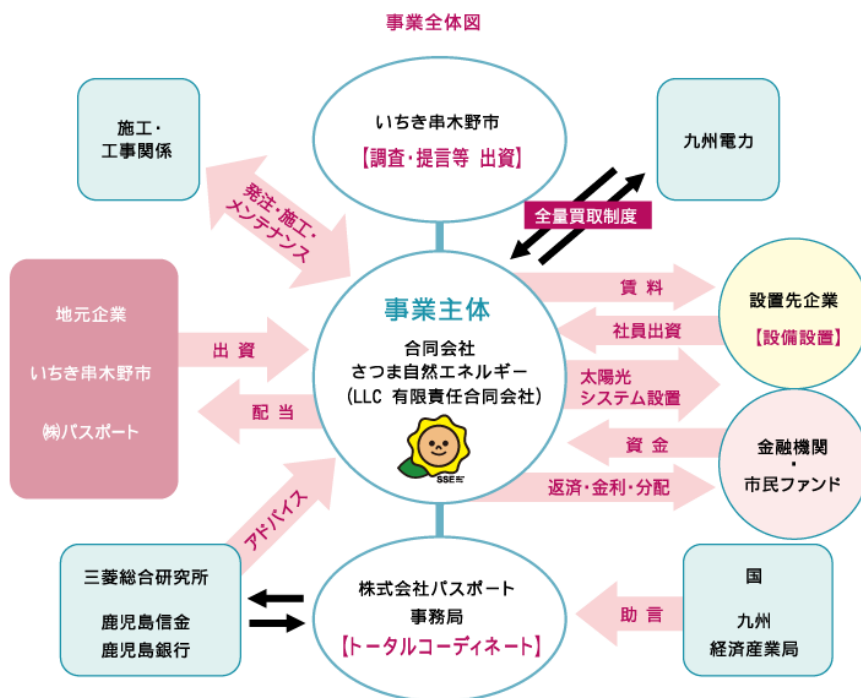 事業全体図
いちき串木野市
【調査・提言等 出資】
施工・
工事関係
九州電力
発注・施工・
メンテナンス
全量買取制度
地元企業
いちき串木野市
㈱パスポート
出資
配当
事業主体
合同会社
さつま自然エネルギー
(LLC 有限責任合同会社)
SSE
賃料
社員出資
太陽光
システム設置
資金
返済・金利・分配
設置先企業
【設備設置】
金融機関
・
市民ファンド
アドバイス
三菱総合研究所
鹿児島信金
鹿児島銀行
株式会社パスポート
事務局
【トータルコーディネート】
助言
国
九州
経済産業局